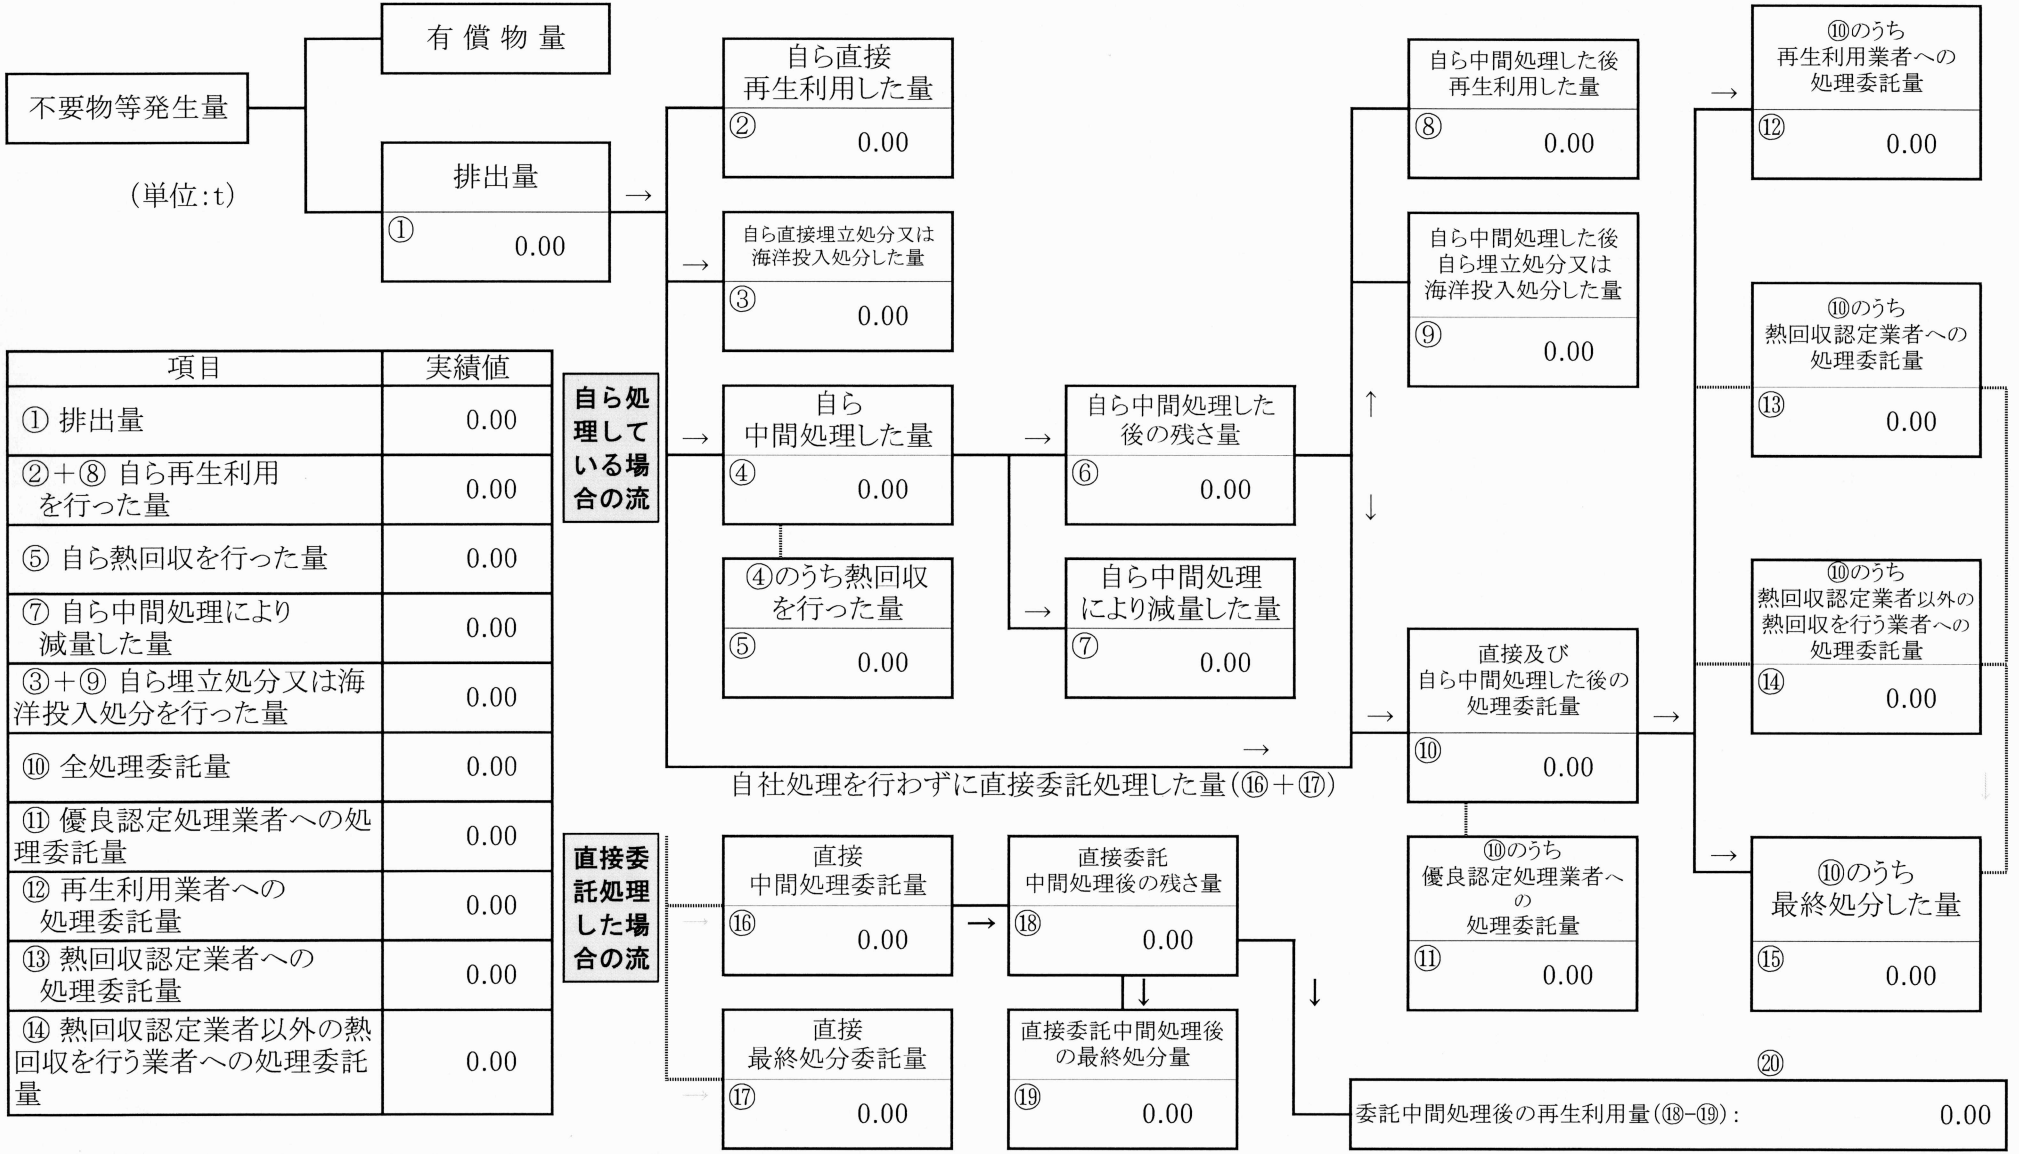 有償物量
不要物等発生量
(単位:t)
排出量
①
0.00
→
自ら直接
再生利用した量
②
0.00
→
自ら直接埋立処分又は
海洋投入処分した量
③
0.00
自ら処
理して
いる場
合の流
→
自ら
中間処理した量
④
0.00
④のうち熱回収
を行った量
⑤
0.00
→
自ら中間処理した
後の残さ量
⑥
0.00
→
自ら中間処理
により減量した量
⑦
0.00
↑
↓
自ら中間処理した後
再生利用した量
⑧
0.00
自ら中間処理した後
自ら埋立処分又は
海洋投入処分した量
⑨
0.00
→
自社処理を行わずに直接委託処理した量(⑯+⑰)
→
直接及び
自ら中間処理した後の
処理委託量
⑩
0.00
→
⑩のうち
優良認定処理業者へ
の
処理委託量
⑪
0.00
→
⑩のうち
再生利用業者への
処理委託量
⑫
0.00
⑩のうち
熱回収認定業者への
処理委託量
⑬
0.00
⑩のうち
熱回収認定業者以外の
熱回収を行う業者への
処理委託量
⑭
0.00
↓
→
⑩のうち
最終処分した量
⑮
0.00
直接委
託処理
した場
合の流
→
直接
中間処理委託量
⑯
0.00
→
直接
最終処分委託量
⑰
0.00
→
直接委託
中間処理後の残さ量
⑱
0.00
↓
直接委託中間処理後
の最終処分量
⑲
0.00
↓
⑳
委託中間処理後の再生利用量(⑱-⑲): 0.00
項目 実績値
① 排出量 0.00
②+⑧ 自ら再生利用
を行った量 0.00
⑤ 自ら熱回収を行った量 0.00
⑦ 自ら中間処理により
減量した量 0.00
③+⑨ 自ら埋立処分又は海
洋投入処分を行った量 0.00
⑩ 全処理委託量 0.00
⑪ 優良認定処理業者への処
理委託量 0.00
⑫ 再生利用業者への
処理委託量 0.00
⑬ 熱回収認定業者への
処理委託量 0.00
⑭ 熱回収認定業者以外の熱
回収を行う業者への処理委託
量 0.00